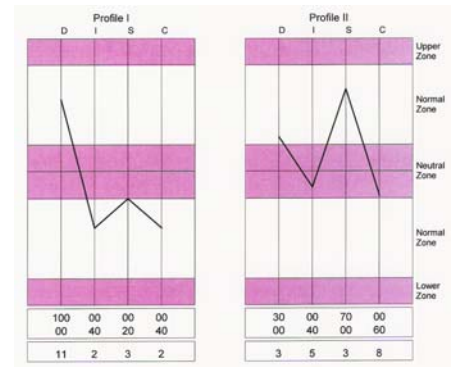 Profile I
Profile II
D I S C
D I S C
Upper
Zone
Normal
Zone
Neutral
Zone
Normal
Zone
Lower
Zone
100 00 00 00
00 40 20 40
11 2 3 2
30 00 70 00
00 40 00 60
3 5 3 8